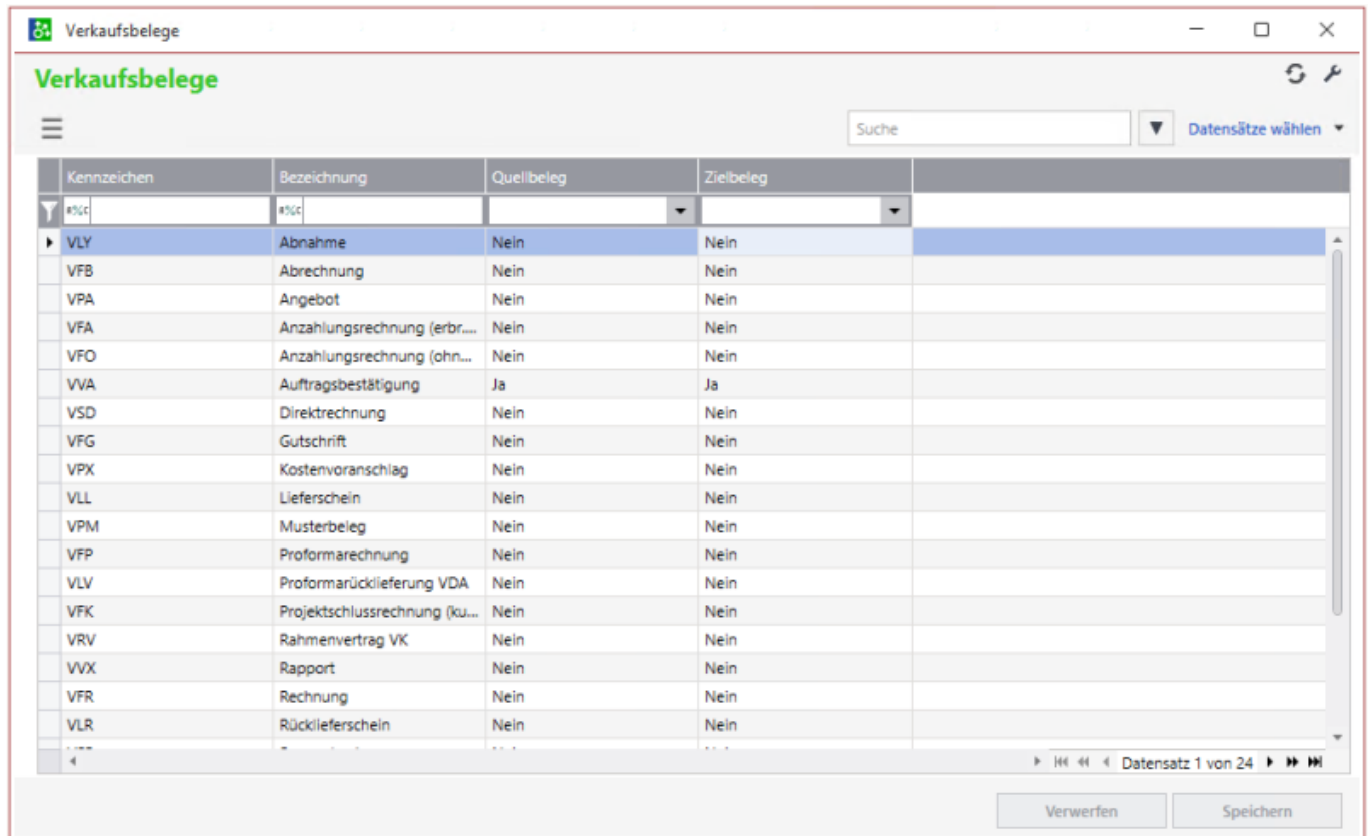 Verkaufsbelege
Verkaufsbelege
Suche Datensätze wählen
Kennzeichen Bezeichnung Quellbeleg Zielbeleg
VLY Abnahme Nein Nein
VFB Abrechnung Nein Nein
VPA Angebot Nein Nein
VFA Anzahlungsrechnung (erbr.... Nein Nein
VFO Anzahlungsrechnung (ohn... Nein Nein
VVA Auftragsbestätigung Ja Ja
VSD Direktrechnung Nein Nein
VFG Gutschrift Nein Nein
VPX Kostenvoranschlag Nein Nein
VLL Lieferschein Nein Nein
VPM Musterbeleg Nein Nein
VFP Proformarechnung Nein Nein
VLV Proformarücklieferung VDA Nein Nein
VFK Projektschlussrechnung (ku... Nein Nein
VRV Rahmenvertrag VK Nein Nein
VVX Rapport Nein Nein
VFR Rechnung Nein Nein
VLR Rücklieferschein Nein Nein
Datensatz 1 von 24
Verwerfen Speichern